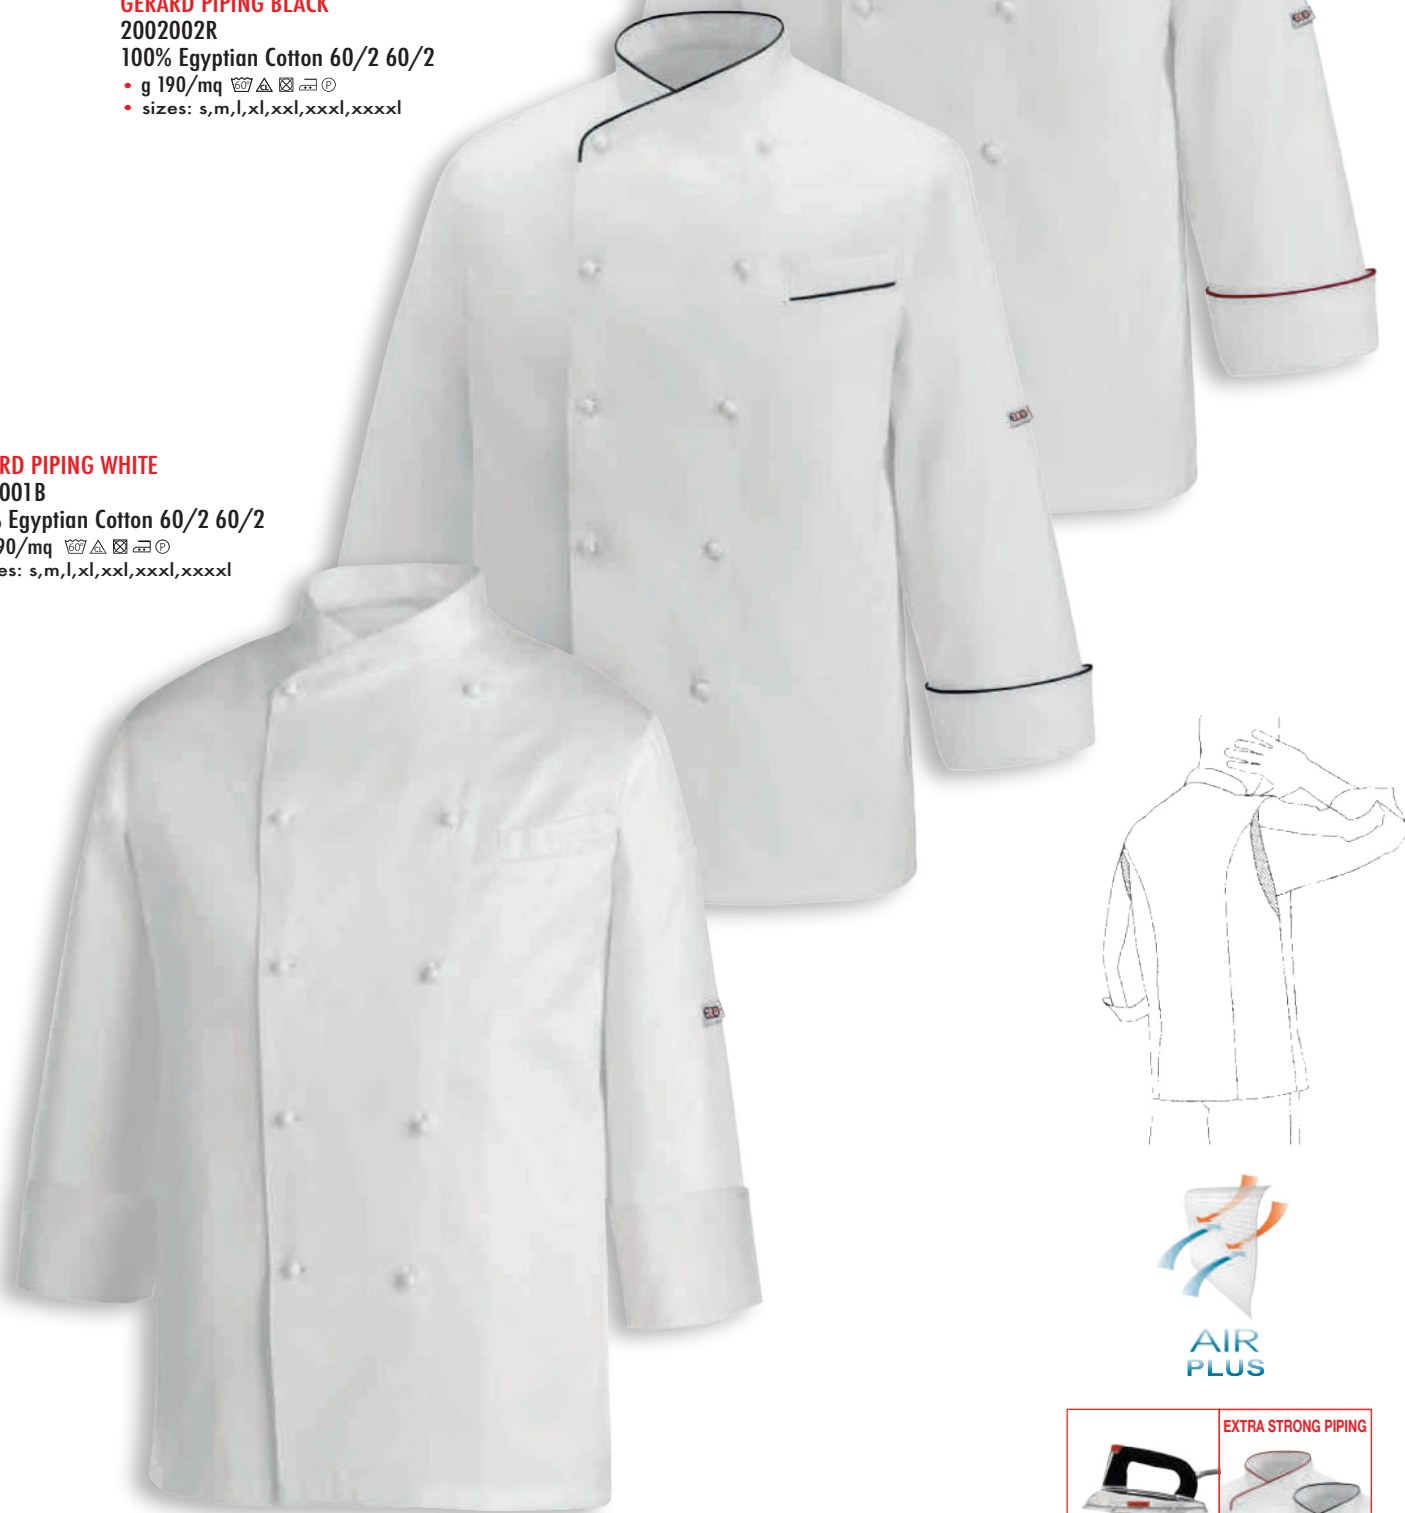 GERARD PIPING BLACK
2002002R
100% Egyptian Cotton 60/2 60/2
• g 190/mq 60°
• sizes: s,m,l,xl,xxl,xxxl,xxxxl
RD PIPING WHITE
001B
Egyptian Cotton 60/2 60/2
90/mq 60°
es: s,m,l,xl,xxl,xxxl,xxxxl
AIR
PLUS
EXTRA STRONG PIPING